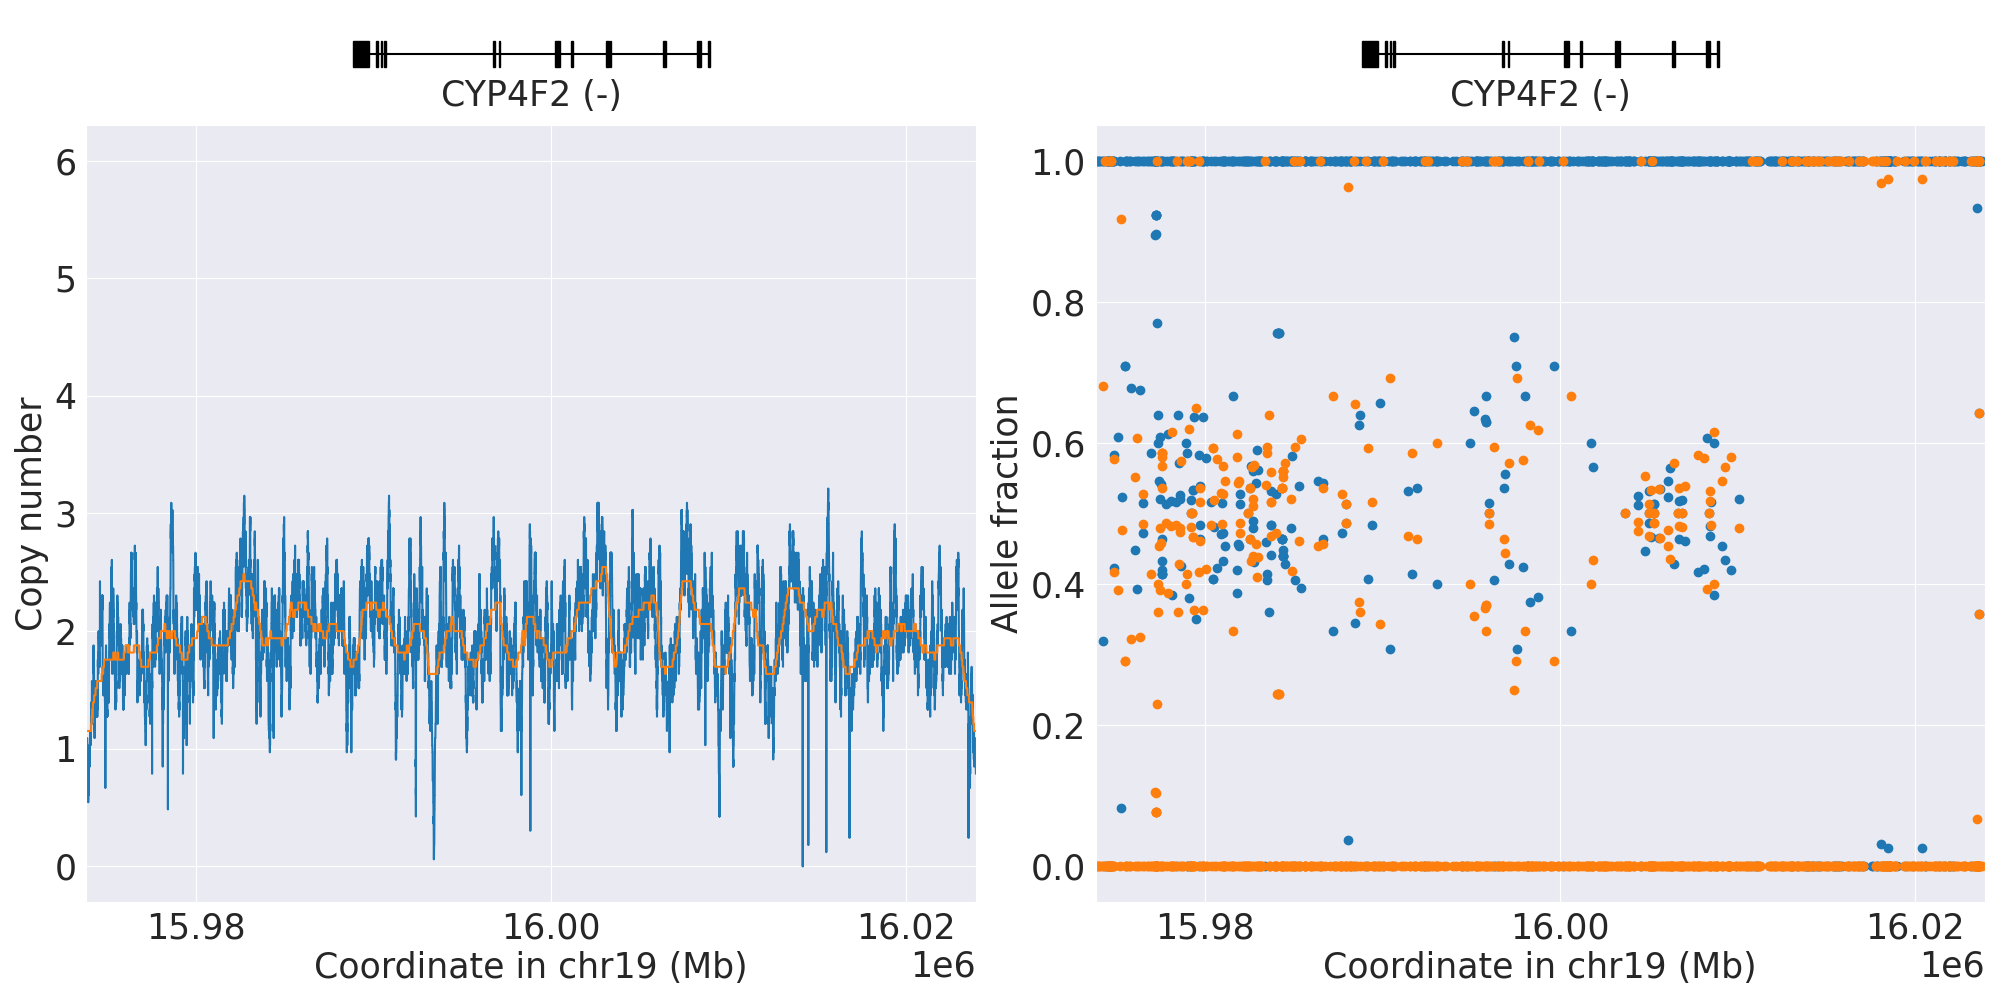 CYP4F2 (-)
Copy number
6
5
4
3
2
1
0
15.98
16.00
16.02
Coordinate in chr19 (Mb)
1e6
CYP4F2 (-)
Allele fraction
1.0
0.8
0.6
0.4
0.2
0.0
15.98
16.00
16.02
Coordinate in chr19 (Mb)
1e6